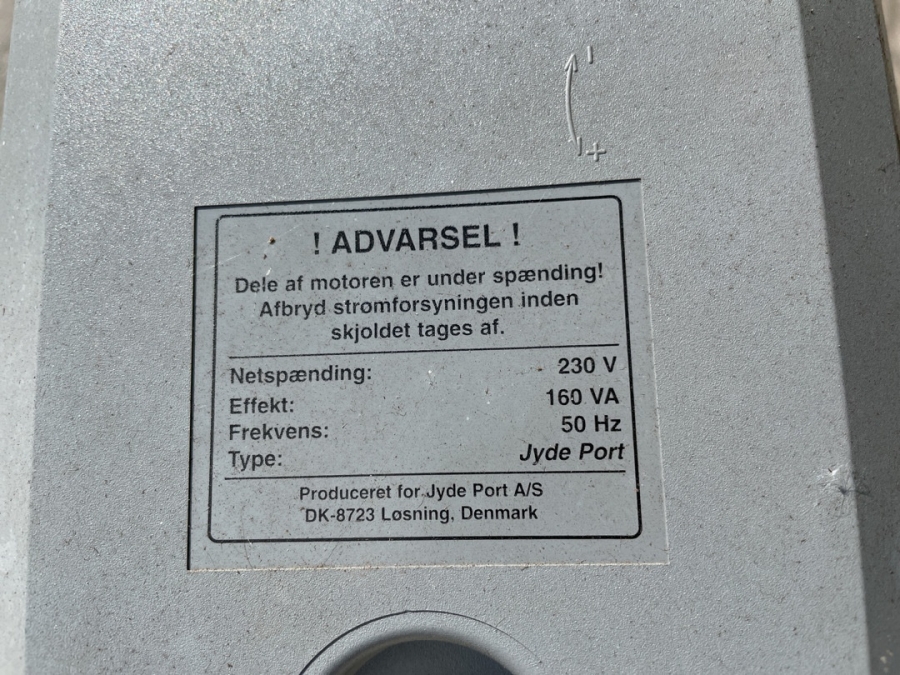 ! ADVARSEL !
Dele af motoren er under spænding!
Afbryd strømforsyningen inden
skjoldet tages af.
Netspænding: 230 V
Effekt: 160 VA
Frekvens: 50 Hz
Type: Jyde Port
Produceret for Jyde Port A/S
DK-8723 Løsning, Denmark